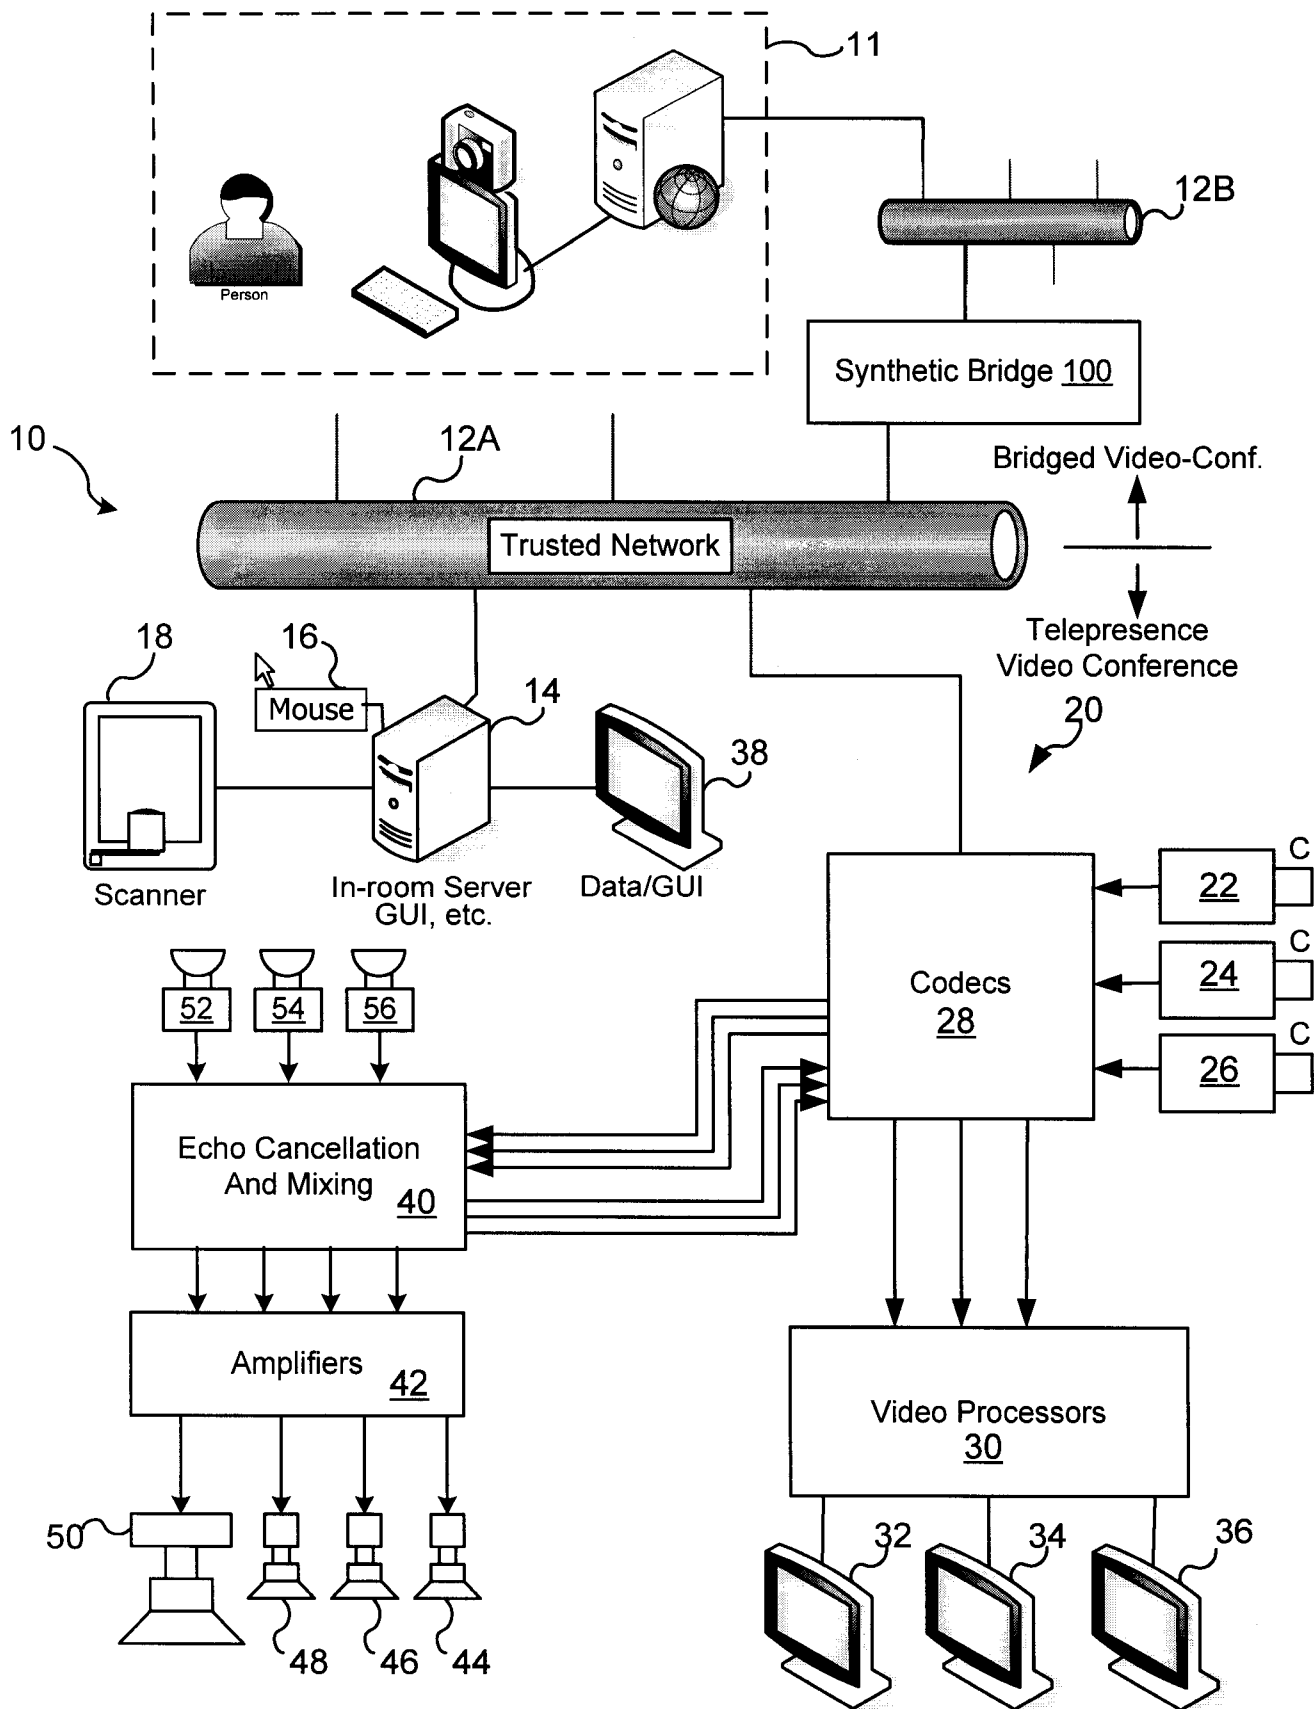 11
12B
Person
Synthetic Bridge 100
10
12A
Bridged Video-Conf.
Trusted Network
Telepresence
Video Conference
18
16
Mouse
14
38
20
Scanner
In-room Server
GUI, etc.
Data/GUI
C
22
C
24
C
26
52
54
56
Codecs
28
Echo Cancellation
And Mixing
40
Amplifiers
42
Video Processors
30
50
48
46
44
32
34
36